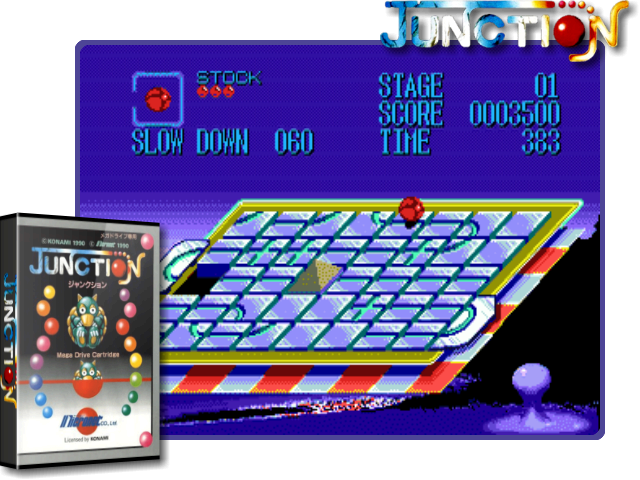 JUNCTION
STOCK
STAGE 01
SCORE 0003500
SLOW DOWN 060
TIME 383
メガドライブ専用
© KONAMI 1990 © Micronet 1990
JUNCTION
ジャンクション
Mega Drive Cartridge
Micronet CO., Ltd
Licensed by KONAMI
JUNCTION